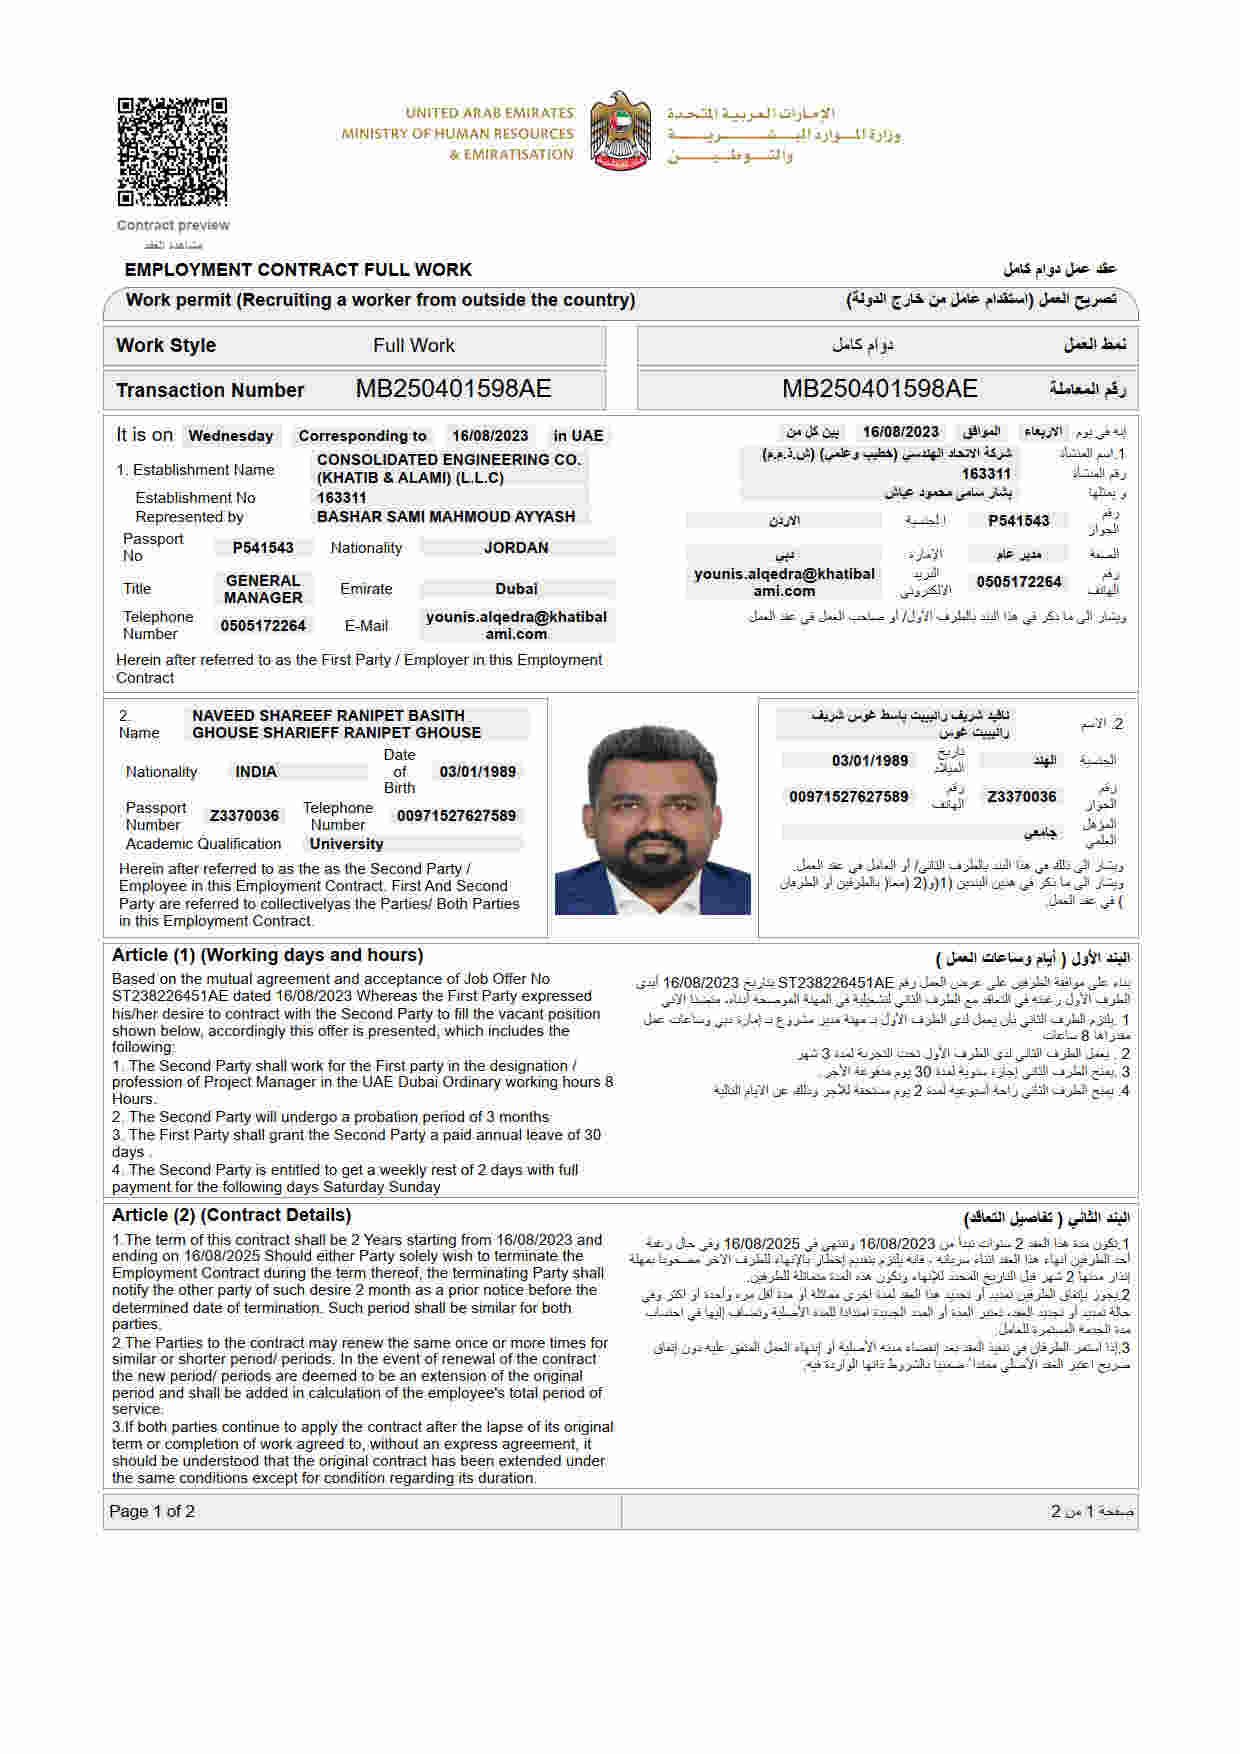 UNITED ARAB EMIRATES
MINISTRY OF HUMAN RESOURCES
& EMIRATISATION
الإمارات العربية المتحدة
وزارة الموارد البشرية
والتوطين
Contract preview
مشاهدة العقد
EMPLOYMENT CONTRACT FULL WORK
عقد عمل دوام كامل
Work permit (Recruiting a worker from outside the country)
تصريح العمل (استقدام عامل من خارج الدولة)
Work Style Full Work
نمط العمل دوام كامل
Transaction Number MB250401598AE
رقم المعاملة MB250401598AE
It is on Wednesday Corresponding to 16/08/2023 in UAE
1. Establishment Name CONSOLIDATED ENGINEERING CO.
(KHATIB & ALAMI) (L.L.C)
Establishment No 163311
Represented by BASHAR SAMI MAHMOUD AYYASH
Passport
No P541543 Nationality JORDAN
Title GENERAL
MANAGER Emirate Dubai
Telephone
Number 0505172264 E-Mail younis.alqedra@khatibal
ami.com
Herein after referred to as the First Party / Employer in this Employment
Contract
إنه في يوم الاربعاء الموافق 16/08/2023 بين كل من
1.اسم المنشأة شركة الاتحاد الهندسي (خطيب وعلمي) (ش.ذ.م.م)
رقم المنشأة 163311
و يمثلها بشار سامي محمود عياش
رقم
الجواز P541543 الجنسية الاردن
الصفة مدير عام الإمارة دبي
رقم
الهاتف 0505172264 البريد
الالكتروني younis.alqedra@khatibal
ami.com
ويشار الى ما ذكر في هذا البند بالطرف الأول/ أو صاحب العمل في عقد العمل
2.
Name NAVEED SHAREEF RANIPET BASITH
GHOUSE SHARIEFF RANIPET GHOUSE
Nationality INDIA Date
of
Birth 03/01/1989
Passport
Number Z3370036 Telephone
Number 00971527627589
Academic Qualification University
Herein after referred to as the as the Second Party /
Employee in this Employment Contract. First And Second
Party are referred to collectivelyas the Parties/ Both Parties
in this Employment Contract.
2. الاسم نافيد شريف رانيبيت باسط غوس شريف
رانيبيت غوس
الجنسية الهند تاريخ
الميلاد 03/01/1989
رقم
الجواز Z3370036 رقم
الهاتف 00971527627589
المؤهل
العلمي جامعي
ويشار الى ذلك في هذا البند بالطرف الثاني/ أو العامل في عقد العمل.
ويشار الى ما ذكر في هذين البندين (1(و)2 (معا) بالطرفين أو الطرفان
) في عقد العمل.
Article (1) (Working days and hours)
Based on the mutual agreement and acceptance of Job Offer No
ST238226451AE dated 16/08/2023 Whereas the First Party expressed
his/her desire to contract with the Second Party to fill the vacant position
shown below, accordingly this offer is presented, which includes the
following:
1. The Second Party shall work for the First party in the designation /
profession of Project Manager in the UAE Dubai Ordinary working hours 8
Hours.
2. The Second Party will undergo a probation period of 3 months
3. The First Party shall grant the Second Party a paid annual leave of 30
days .
4. The Second Party is entitled to get a weekly rest of 2 days with full
payment for the following days Saturday Sunday
البند الأول ( أيام وساعات العمل )
بناء على موافقة الطرفين على عرض العمل رقم ST238226451AE بتاريخ 16/08/2023 أبدى
الطرف الأول رغبته في التعاقد مع الطرف الثاني لتشغيلة في المهنة الموضحة أدناه، متضمنا الاتي
1 .يلتزم الطرف الثاني بأن يعمل لدى الطرف الأول بـ مهنة مدير مشروع بـ إمارة دبي وساعات عمل
مقدراها 8 ساعات
2 . يعمل الطرف الثاني لدى الطرف الأول تحت التجربة لمدة 3 شهر
3 .يمنح الطرف الثاني إجازة سنوية لمدة 30 يوم مدفوعة الأجر.
4. يمنح الطرف الثاني راحة أسبوعية لمدة 2 يوم مستحقة للأجر وذلك عن الايام التالية
Article (2) (Contract Details)
1.The term of this contract shall be 2 Years starting from 16/08/2023 and
ending on 16/08/2025 Should either Party solely wish to terminate the
Employment Contract during the term thereof, the terminating Party shall
notify the other party of such desire 2 month as a prior notice before the
determined date of termination. Such period shall be similar for both
parties.
2.The Parties to the contract may renew the same once or more times for
similar or shorter period/ periods. In the event of renewal of the contract
the new period/ periods are deemed to be an extension of the original
period and shall be added in calculation of the employee's total period of
service.
3.If both parties continue to apply the contract after the lapse of its original
term or completion of work agreed to, without an express agreement, it
should be understood that the original contract has been extended under
the same conditions except for condition regarding its duration.
البند الثاني ( تفاصيل التعاقد)
1.تكون مدة هذا العقد 2 سنوات تبدأ من 16/08/2023 وتنتهي في 16/08/2025 وفي حال رغبة
أحد الطرفين انهاء هذا العقد اثناء سريانه ، فانه يلتزم بتقديم إخطار بالإنهاء للطرف الاخر مصحوبا بمهلة
إنذار مدتها 2 شهر قبل التاريخ المحدد للإنهاء وتكون هذه المدة متماثلة للطرفين.
2.يجوز بإتفاق الطرفين تمديد أو تجديد هذا العقد لمدة اخرى مماثلة أو مدة أقل مره واحدة أو اكثر وفي
حالة تمديد أو تجديد العقد، تعتبر المدة أو المدد الجديدة امتدادا للمدة الأصلية وتضاف إليها في احتساب
مدة الخدمة المستمرة للعامل.
3.إذا استمر الطرفان في تنفيذ العقد بعد إنقضاء مدته الأصلية أو إنتهاء العمل المتفق عليه دون إتفاق
صريح اعتبر العقد الأصلي ممتدا ً ضمنيا بالشروط ذاتها الواردة فيه.
Page 1 of 2
صفحة 1 من 2